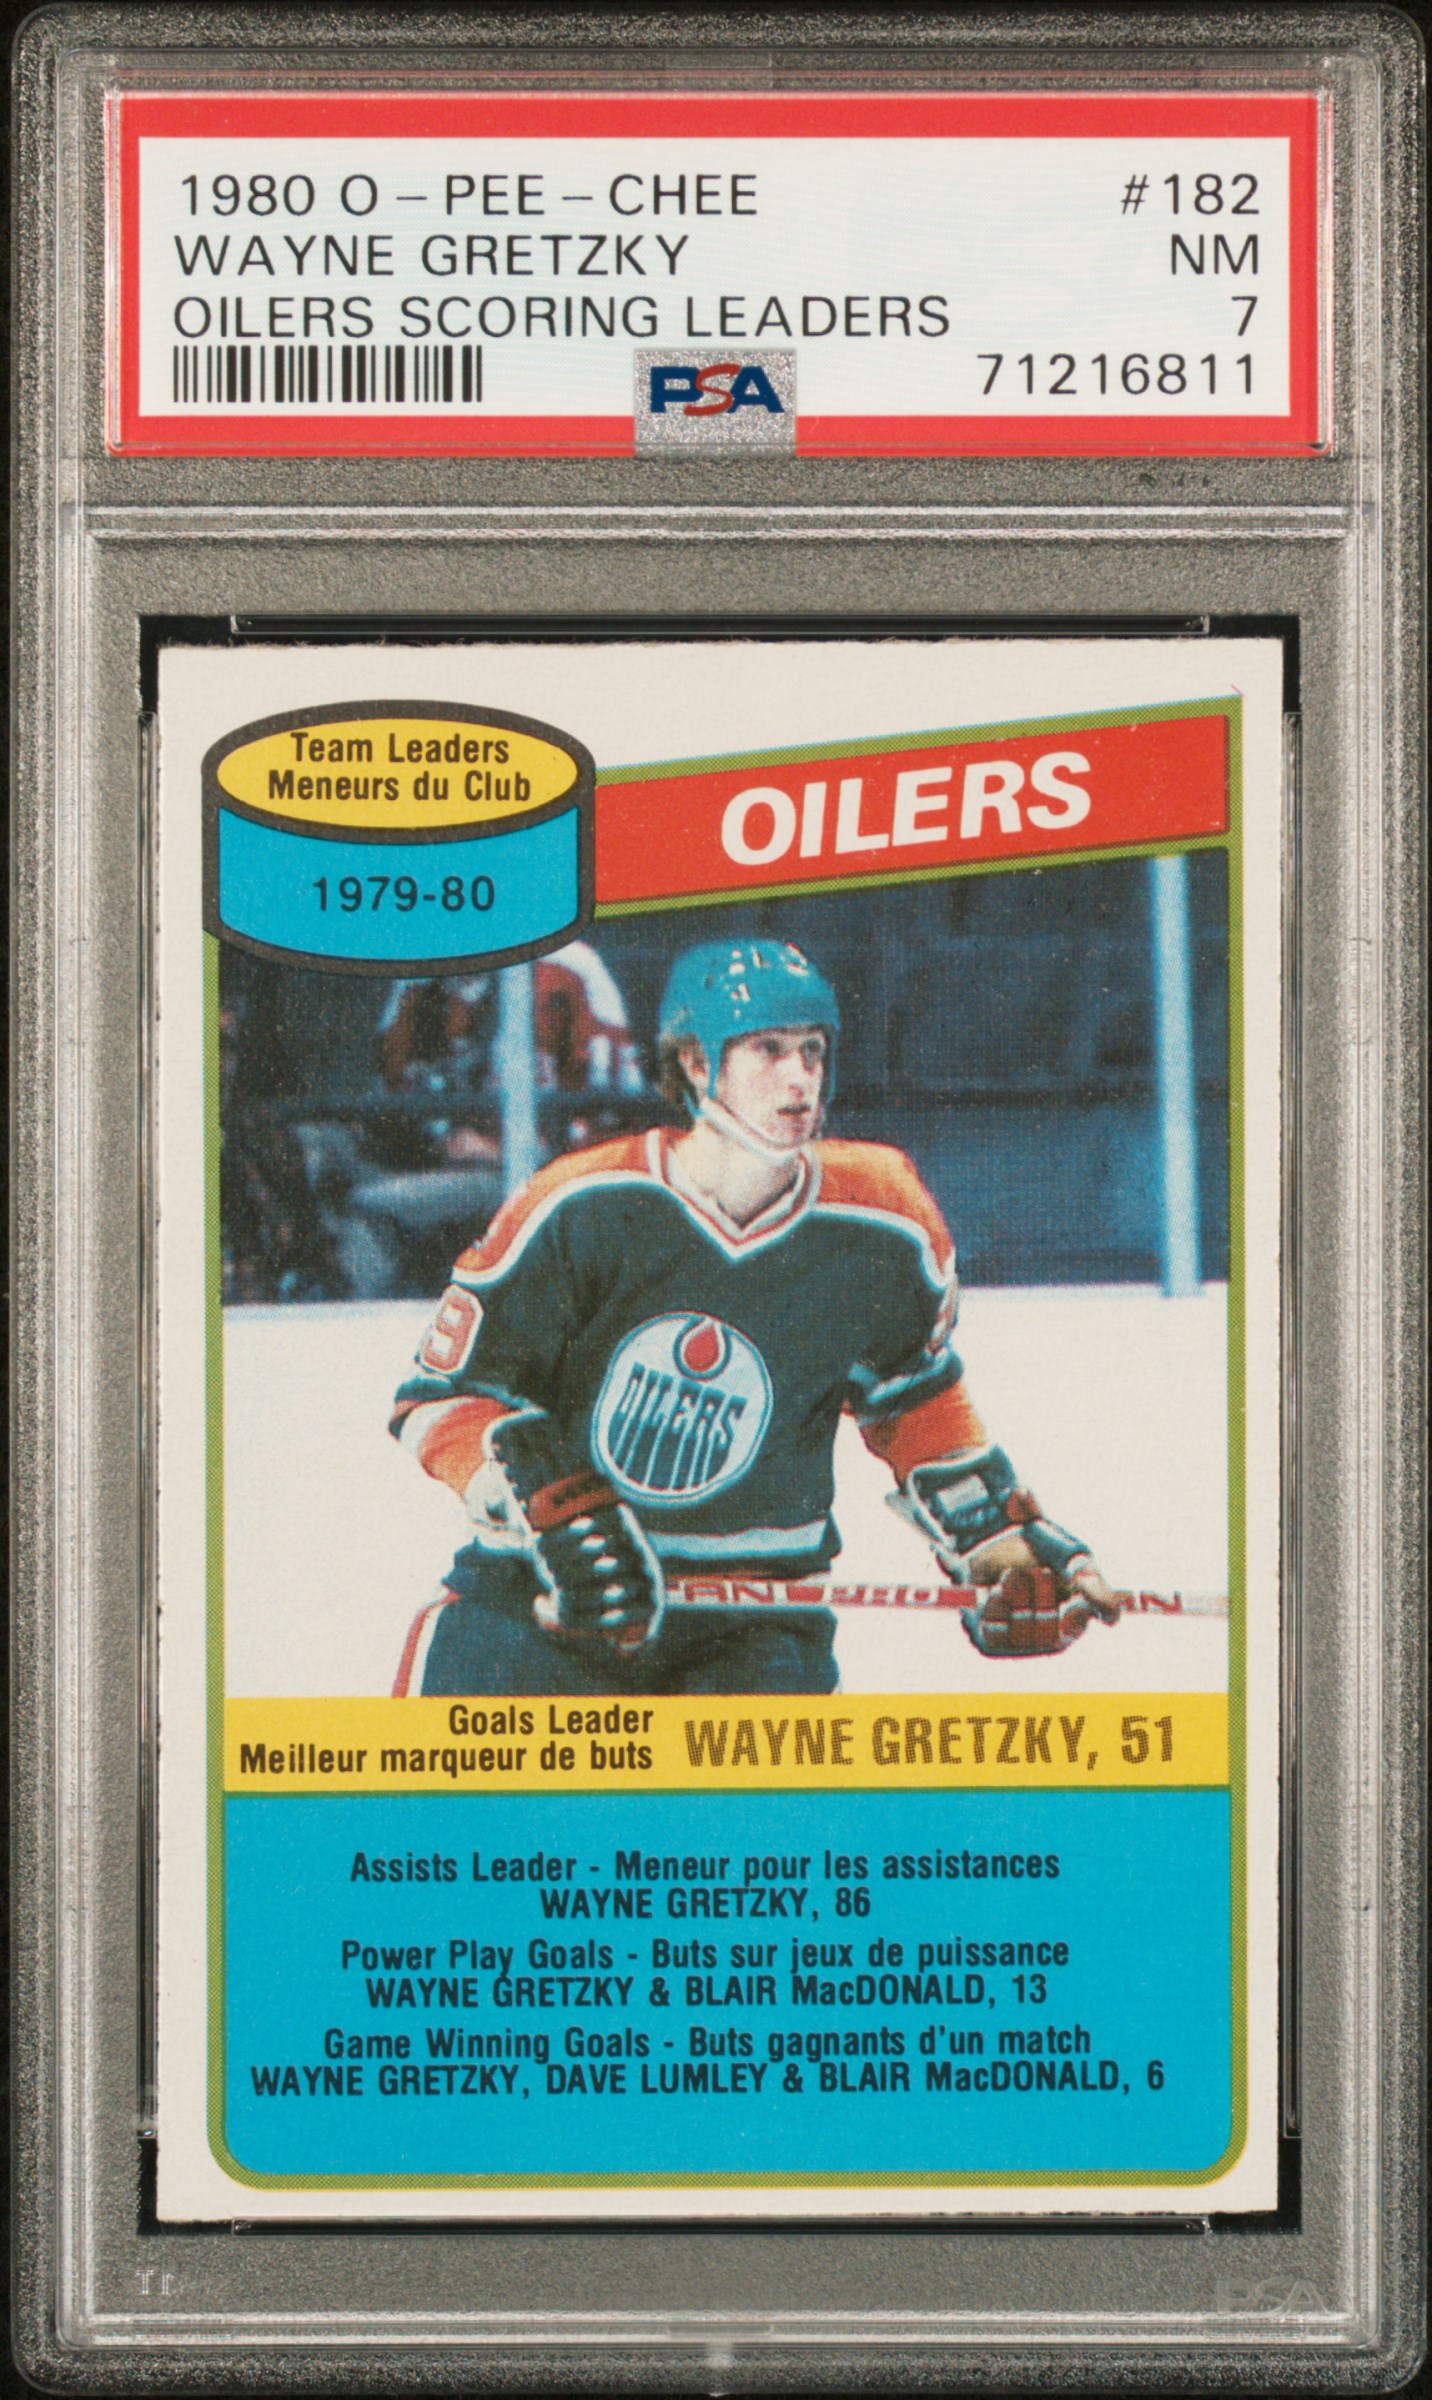 1980 O-PEE-CHEE #182
WAYNE GRETZKY NM
OILERS SCORING LEADERS 7
PSA 71216811
Team Leaders
Meneurs du Club
1979-80
OILERS
9
OILERS
Goals Leader
Meilleur marqueur de buts
WAYNE GRETZKY, 51
Assists Leader - Meneur pour les assistances
WAYNE GRETZKY, 86
Power Play Goals - Buts sur jeux de puissance
WAYNE GRETZKY & BLAIR MacDONALD, 13
Game Winning Goals - Buts gagnants d'un match
WAYNE GRETZKY, DAVE LUMLEY & BLAIR MacDONALD, 6
PSA